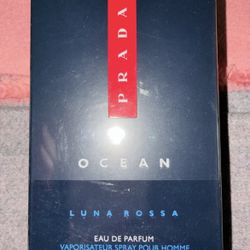 PRADA
OCEAN
LUNA ROSSA
EAU DE PARFUM
VAPORISATEUR SPRAY POUR HOMME